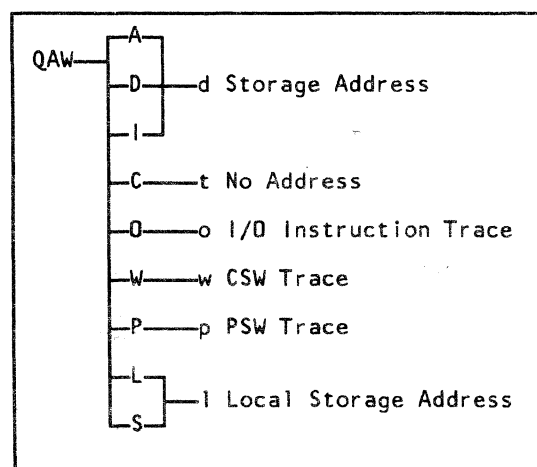 A
QAW
D d Storage Address
I
C t No Address
O o I/O Instruction Trace
W w CSW Trace
P p PSW Trace
L
l Local Storage Address
S